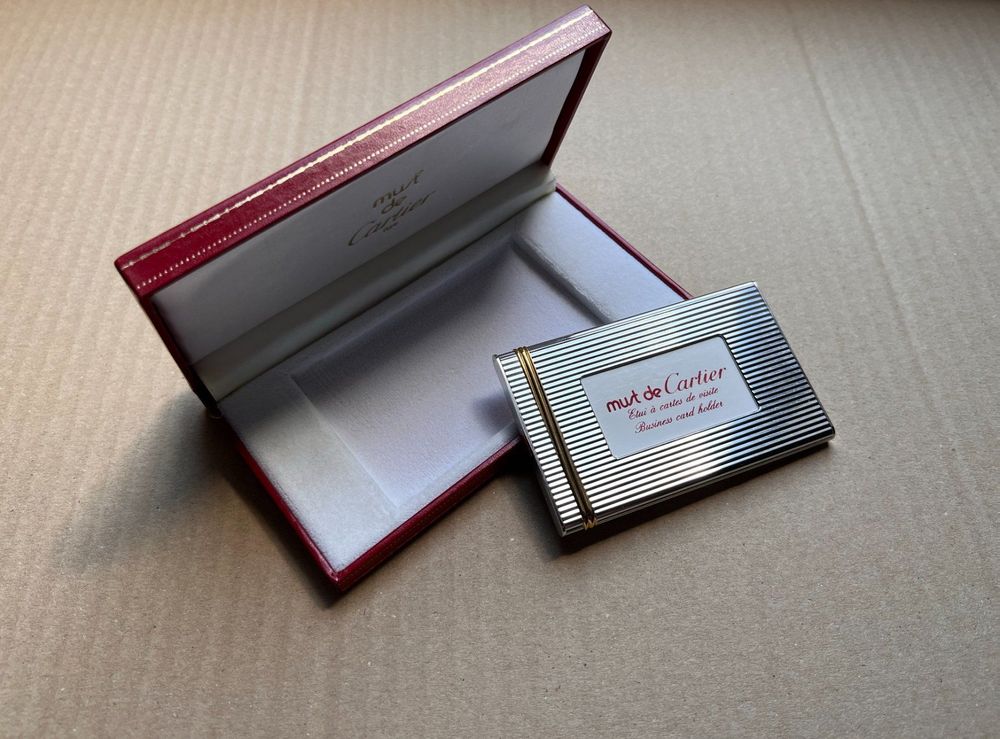 must
de
Cartier
must de Cartier
Etui à cartes de visite
Business card holder